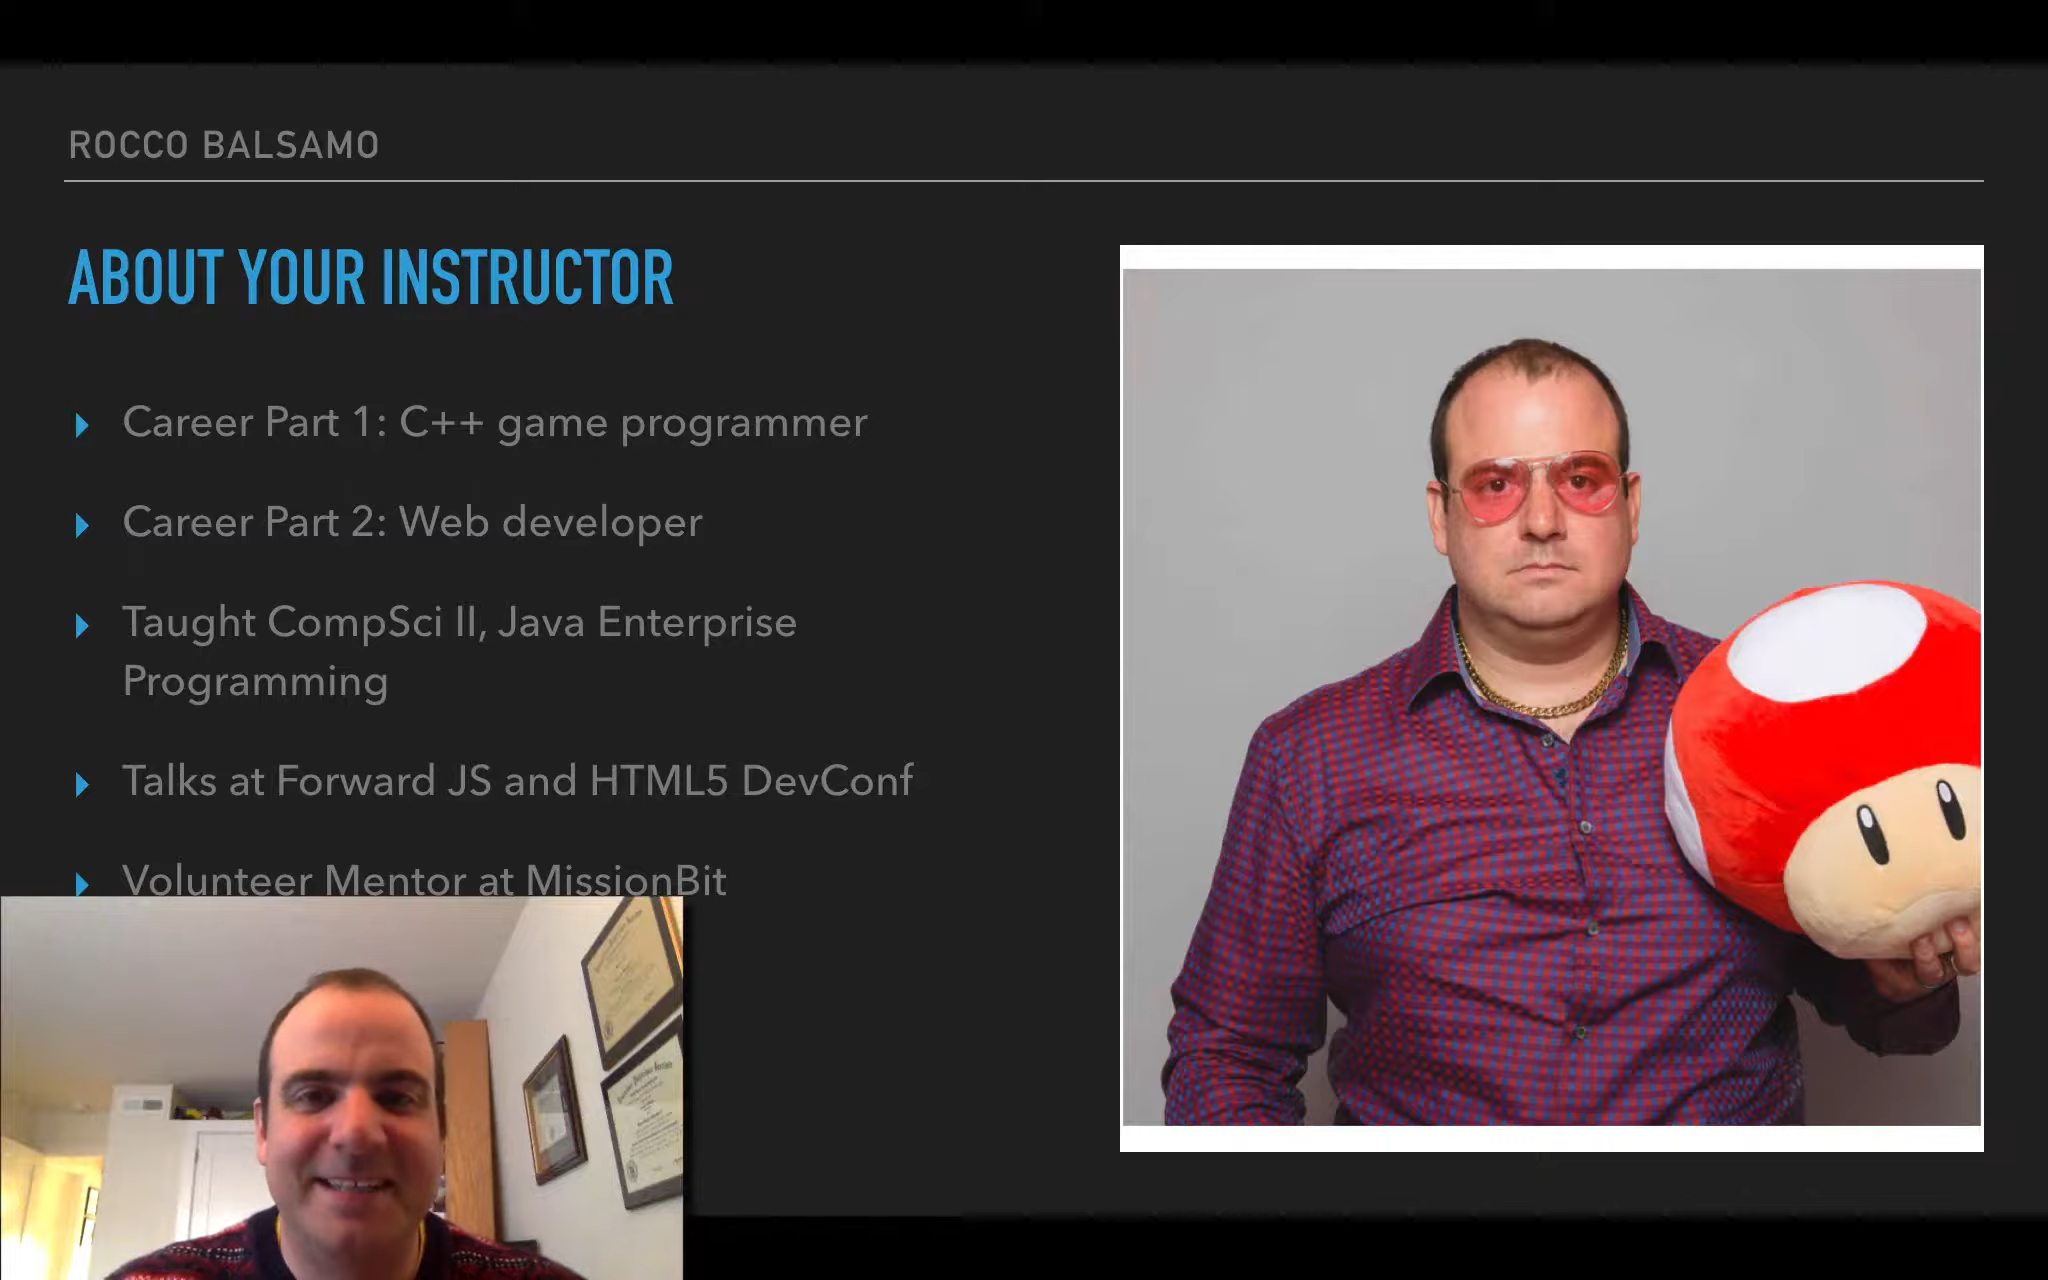 ROCCO BALSAMO
ABOUT YOUR INSTRUCTOR
Career Part 1: C++ game programmer
Career Part 2: Web developer
Taught CompSci II, Java Enterprise
Programming
Talks at Forward JS and HTML5 DevConf
Volunteer Mentor at MissionBit